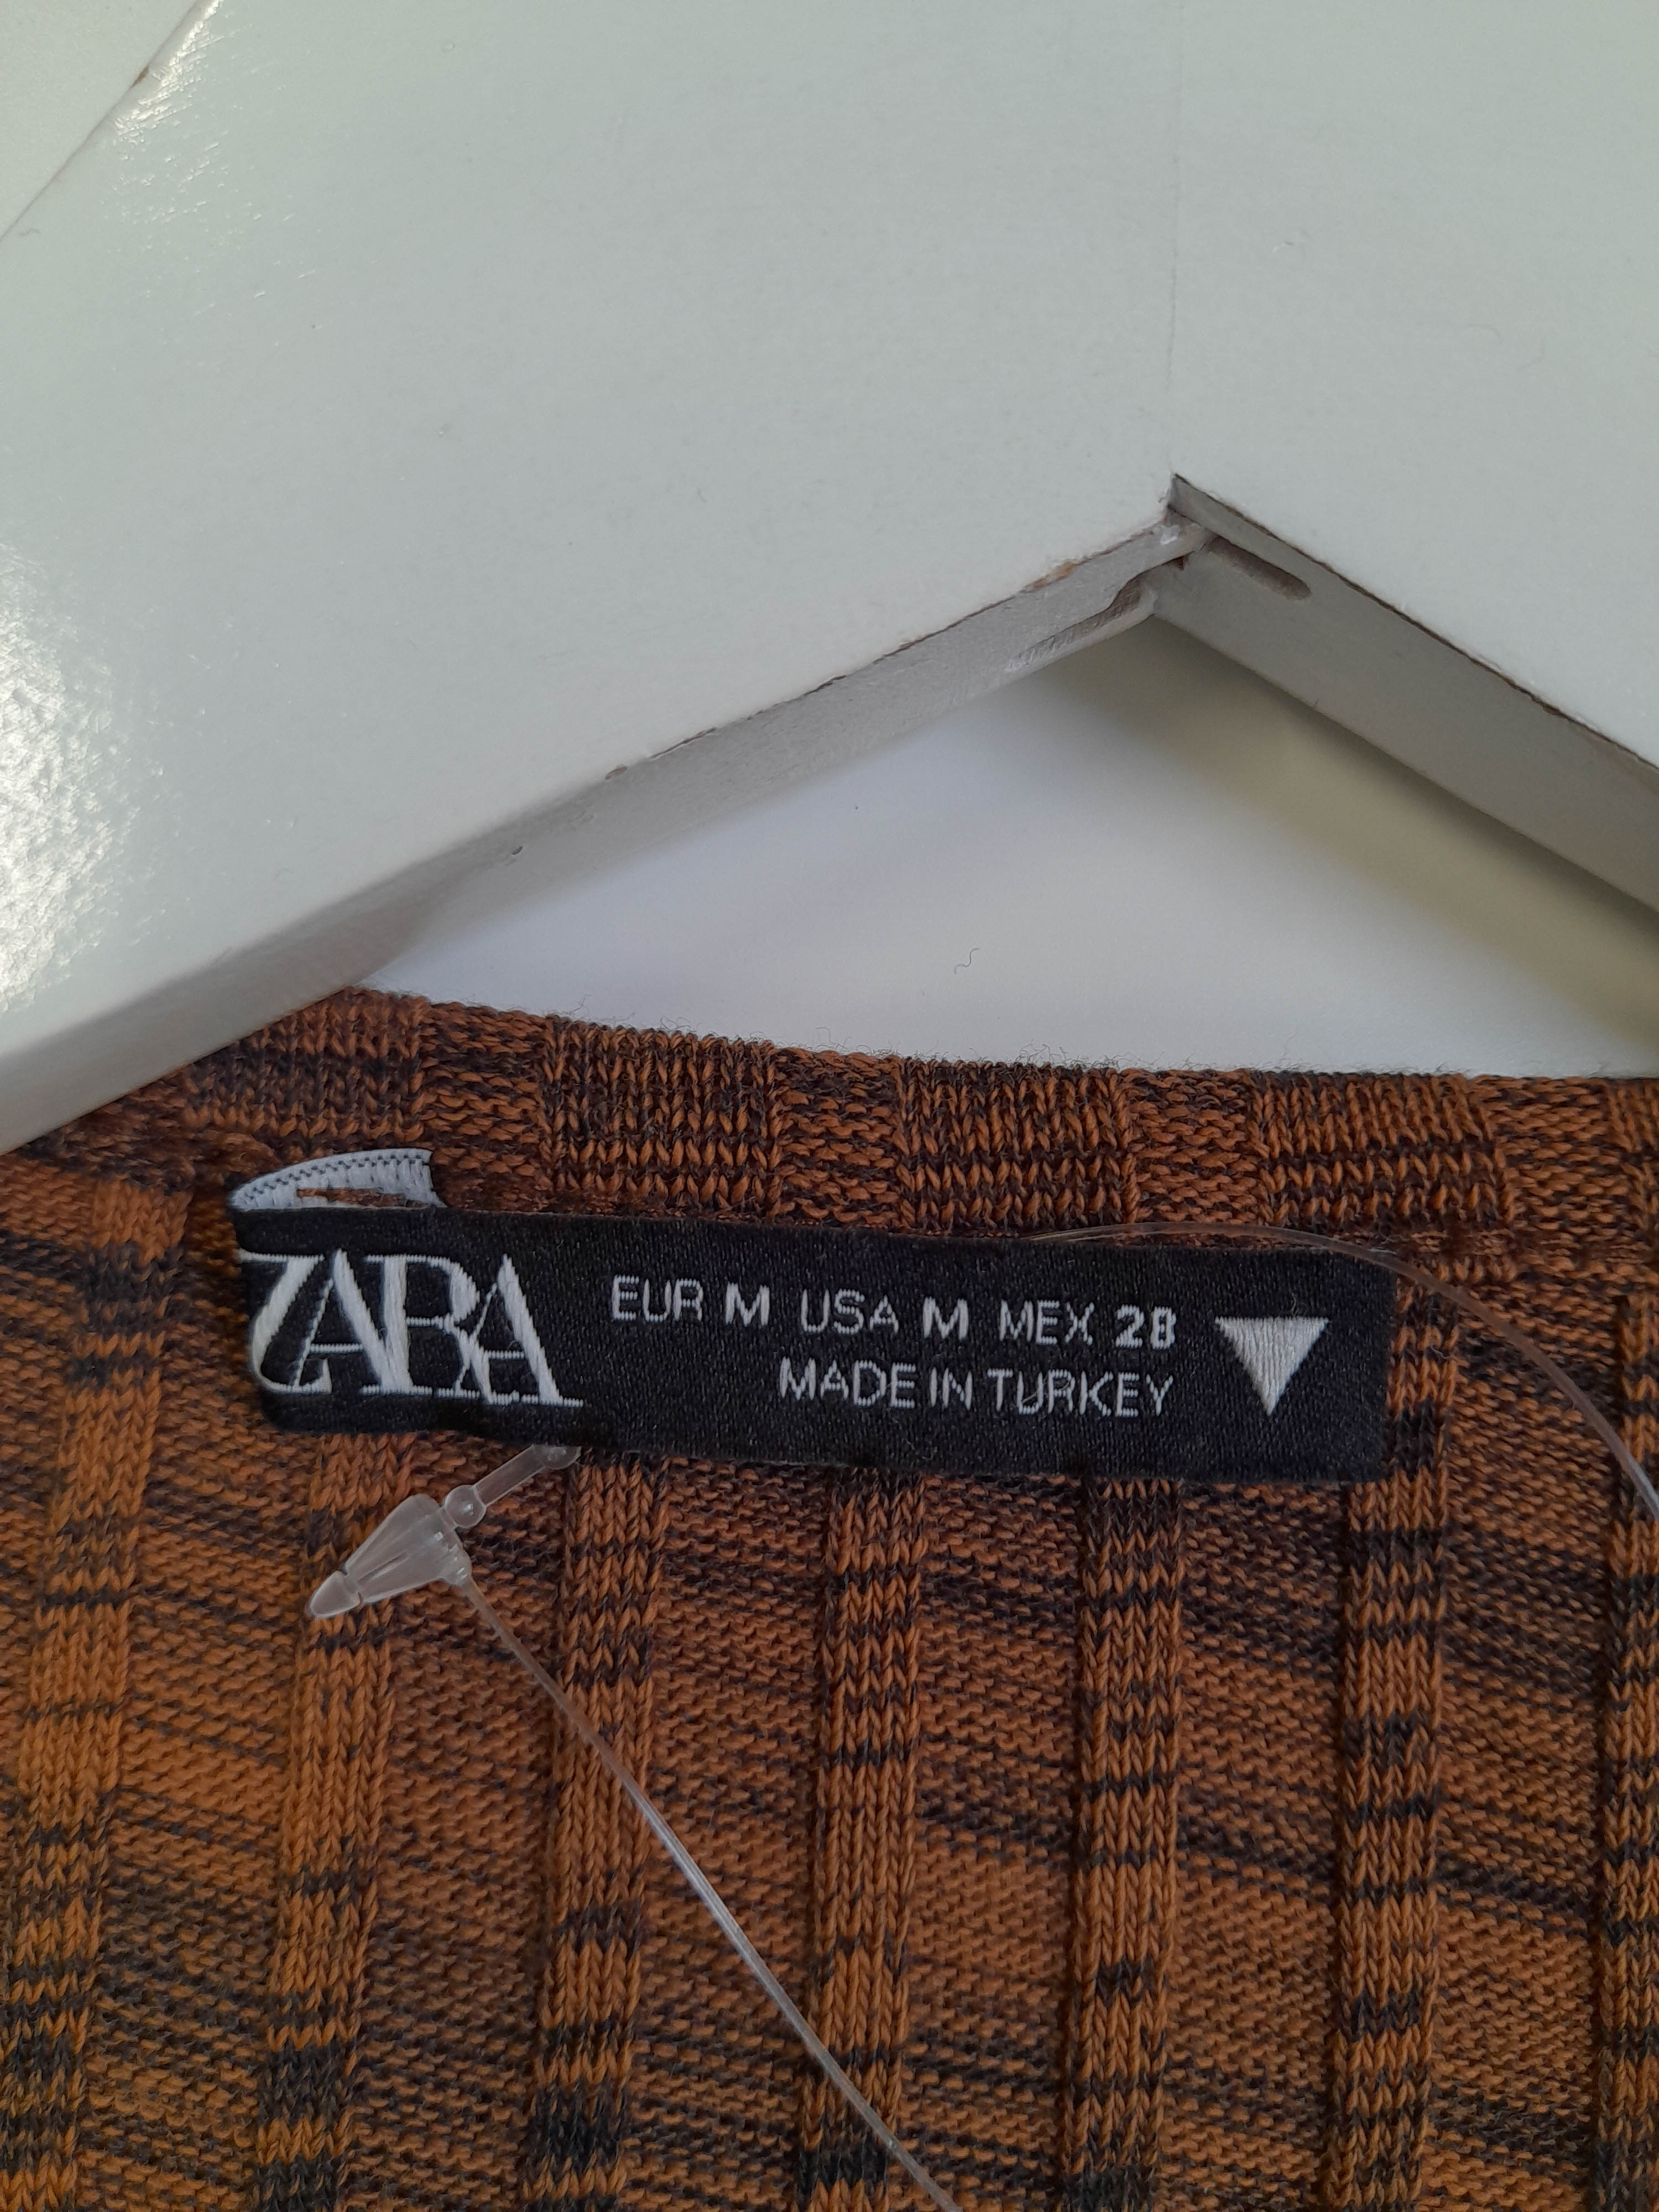 ZARA
EUR M USA M MEX 28
MADE IN TURKEY